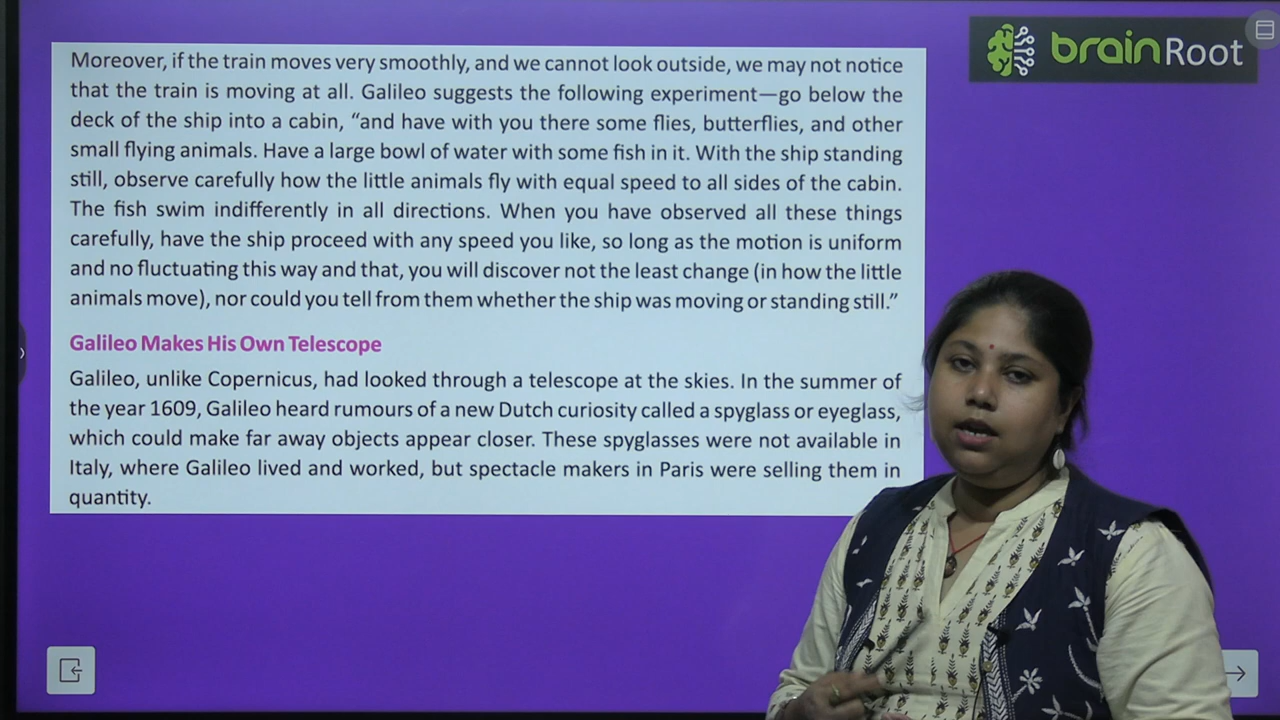 brainRoot
Moreover, if the train moves very smoothly, and we cannot look outside, we may not notice
that the train is moving at all. Galileo suggests the following experiment—go below the
deck of the ship into a cabin, “and have with you there some flies, butterflies, and other
small flying animals. Have a large bowl of water with some fish in it. With the ship standing
still, observe carefully how the little animals fly with equal speed to all sides of the cabin.
The fish swim indifferently in all directions. When you have observed all these things
carefully, have the ship proceed with any speed you like, so long as the motion is uniform
and no fluctuating this way and that, you will discover not the least change (in how the little
animals move), nor could you tell from them whether the ship was moving or standing still.”
Galileo Makes His Own Telescope
Galileo, unlike Copernicus, had looked through a telescope at the skies. In the summer of
the year 1609, Galileo heard rumours of a new Dutch curiosity called a spyglass or eyeglass,
which could make far away objects appear closer. These spyglasses were not available in
Italy, where Galileo lived and worked, but spectacle makers in Paris were selling them in
quantity.